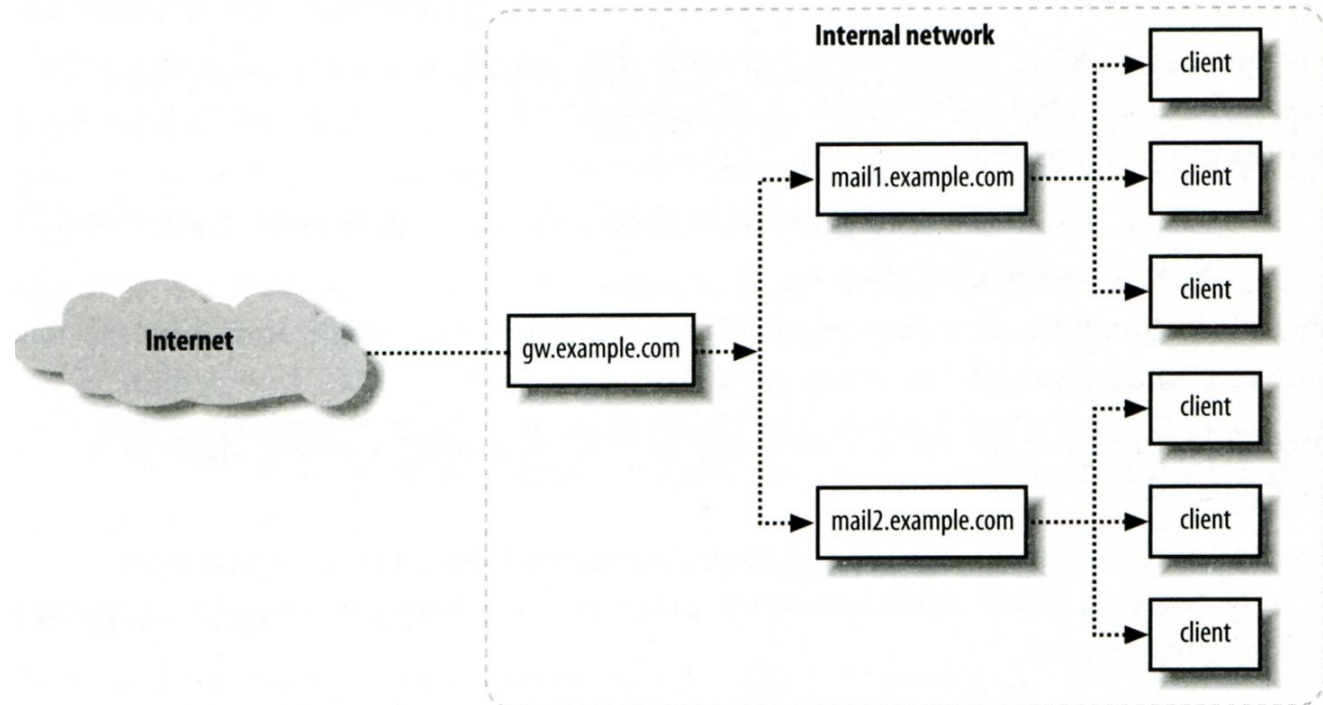 Internal network
client
mail1.example.com
client
client
Internet
gw.example.com
client
mail2.example.com
client
client